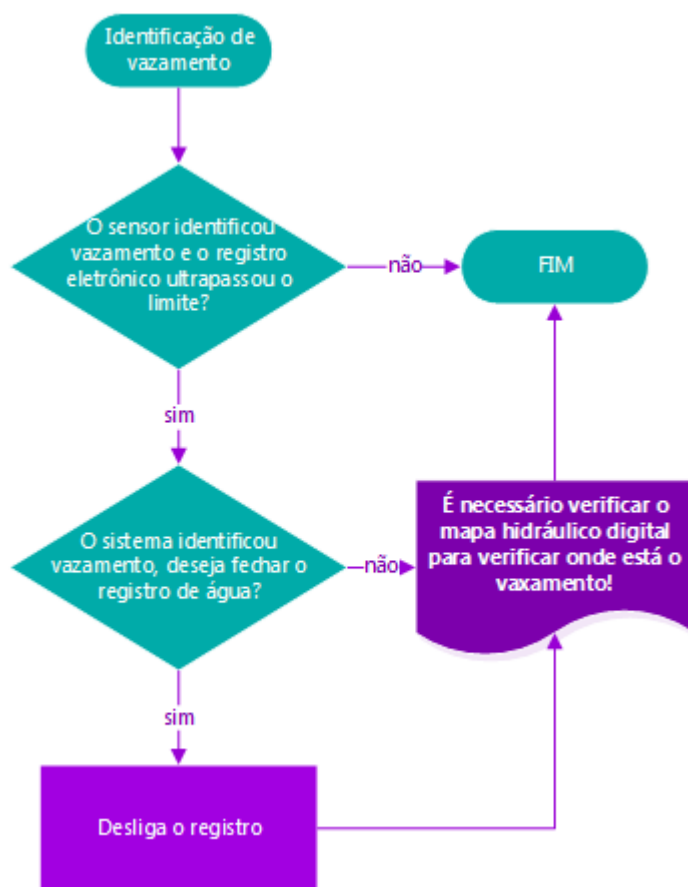 Identificação de
vazamento
O sensor identificou
vazamento e o registro
eletrônico ultrapassou o
limite?
não
FIM
sim
O sistema identificou
vazamento, deseja fechar o
registro de água?
não
É necessário verificar o
mapa hidráulico digital
para verificar onde está o
vaxamento!
sim
Desliga o registro